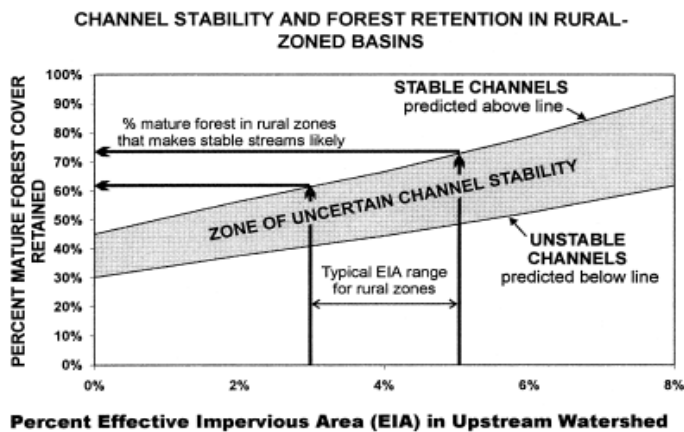 CHANNEL STABILITY AND FOREST RETENTION IN RURAL-
ZONED BASINS
PERCENT MATURE FOREST COVER
RETAINED
100%
90%
80%
70%
60%
50%
40%
30%
20%
10%
0%
STABLE CHANNELS
predicted above line
% mature forest in rural zones
that makes stable streams likely
ZONE OF UNCERTAIN CHANNEL STABILITY
UNSTABLE
CHANNELS
predicted below line
Typical EIA range
for rural zones
0%
2%
4%
6%
8%
Percent Effective Impervious Area (EIA) in Upstream Watershed